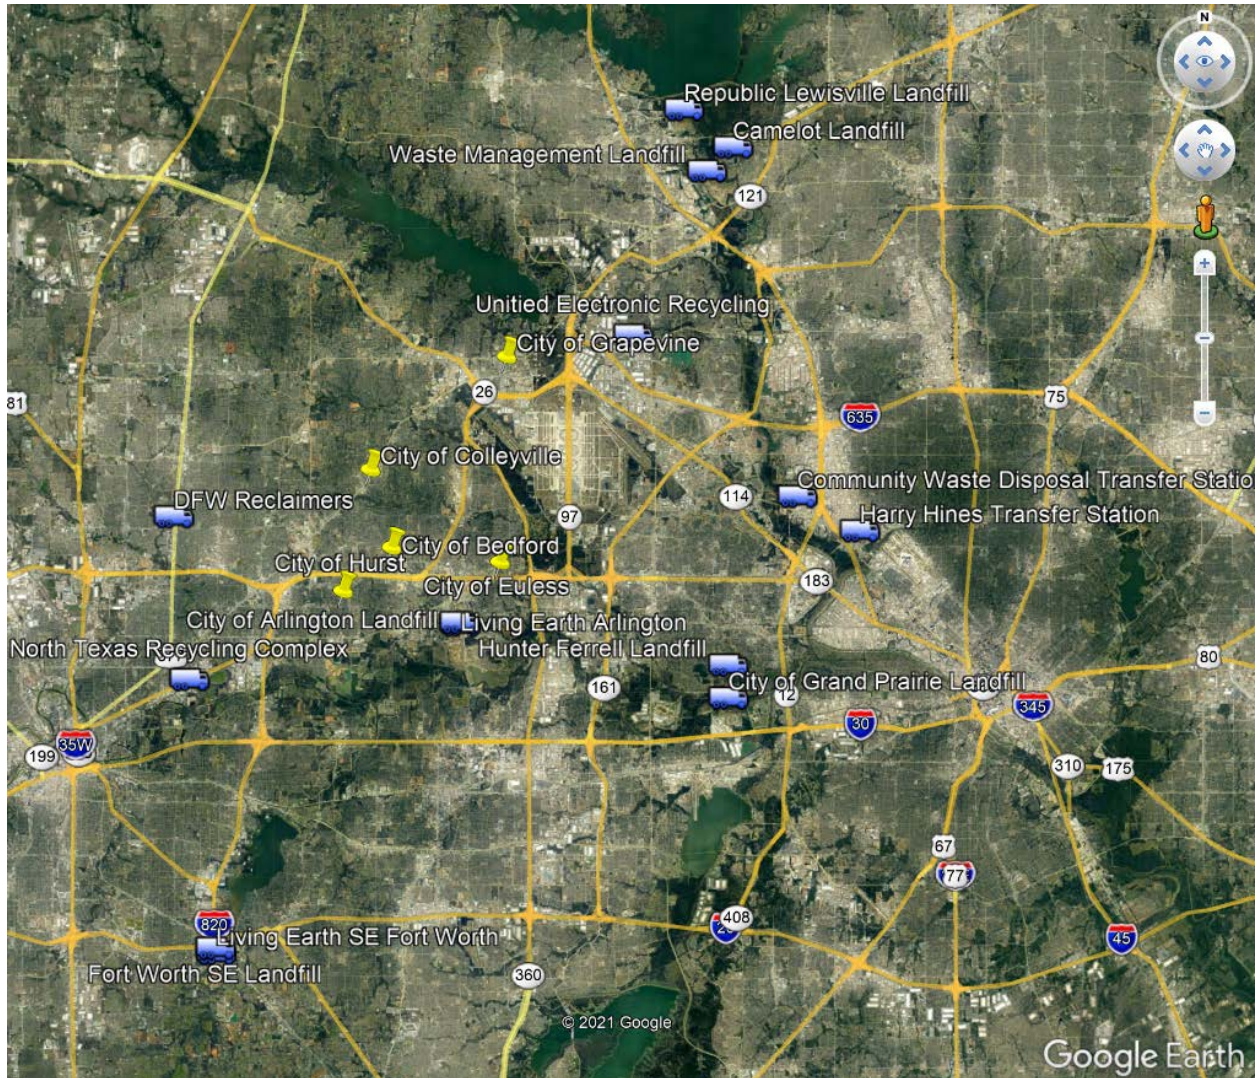 N
Republic Lewisville Landfill
Camelot Landfill
Waste Management Landfill
121
Unitied Electronic Recycling
City of Grapevine
26
81
75
635
City of Colleyville
Community Waste Disposal Transfer Statio
DFW Reclaimers
114
97
Harry Hines Transfer Station
City of Bedford
City of Hurst
183
City of Euless
City of Arlington Landfill
Living Earth Arlington
North Texas Recycling Complex
Hunter Ferrell Landfill
80
City of Grand Prairie Landfill
161
12
345
30
35W
199
310
175
67
77
408
820
Living Earth SE Fort Worth
45
Fort Worth SE Landfill
360
© 2021 Google
Google Earth